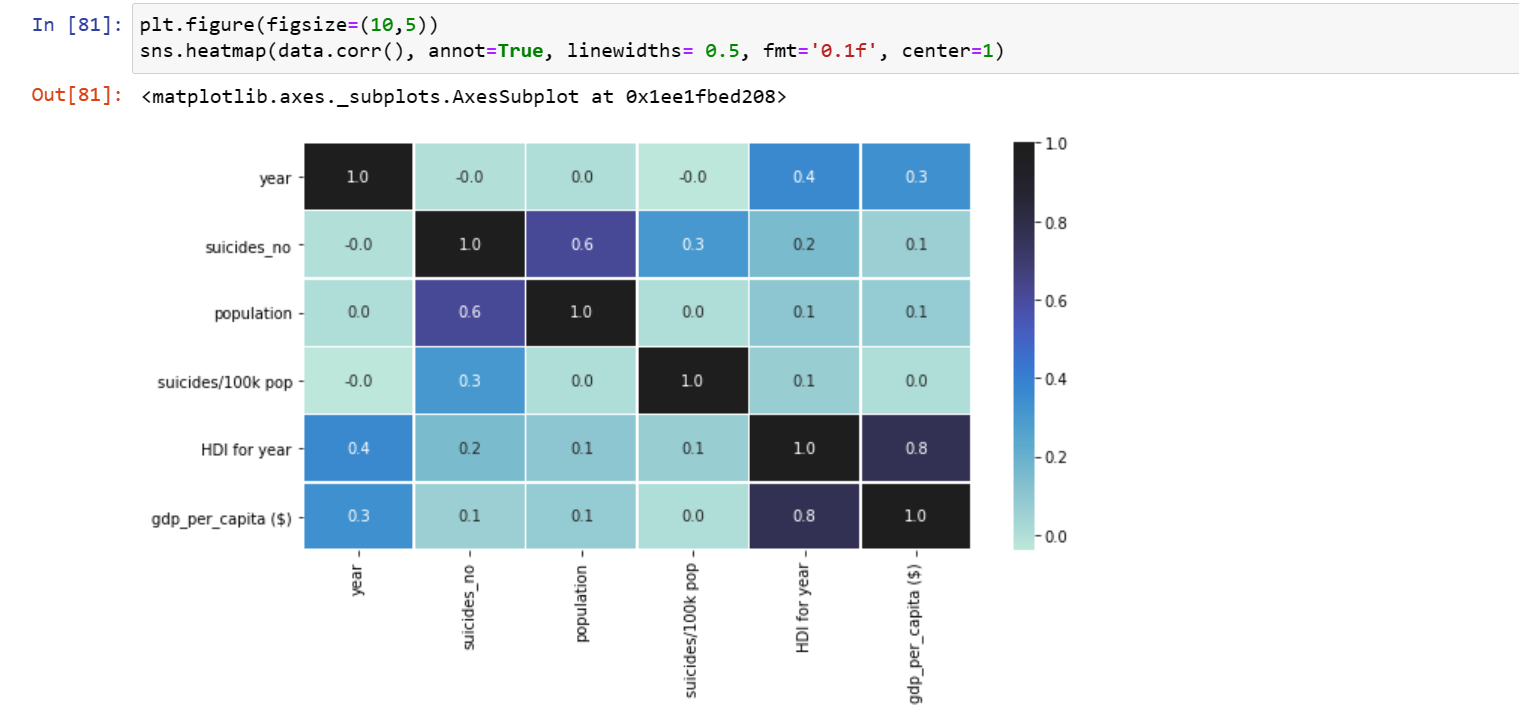 In [81]: plt.figure(figsize=(10,5))
sns.heatmap(data.corr(), annot=True, linewidths= 0.5, fmt='0.1f', center=1)
Out[81]: <matplotlib.axes._subplots.AxesSubplot at 0x1ee1fbed208>
year 1.0 -0.0 0.0 -0.0 0.4 0.3
suicides_no -0.0 1.0 0.6 0.3 0.2 0.1
population 0.0 0.6 1.0 0.0 0.1 0.1
suicides/100k pop -0.0 0.3 0.0 1.0 0.1 0.0
HDI for year 0.4 0.2 0.1 0.1 1.0 0.8
gdp_per_capita ($) 0.3 0.1 0.1 0.0 0.8 1.0
year
suicides_no
population
suicides/100k pop
HDI for year
gdp_per_capita ($)
1.0
0.8
0.6
0.4
0.2
0.0